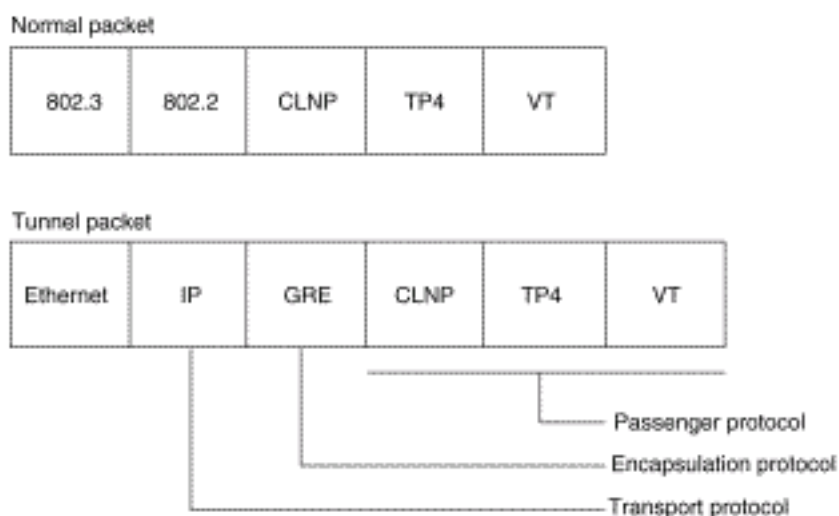 Normal packet
802.3 802.2 CLNP TP4 VT
Tunnel packet
Ethernet IP GRE CLNP TP4 VT
Passenger protocol
Encapsulation protocol
Transport protocol